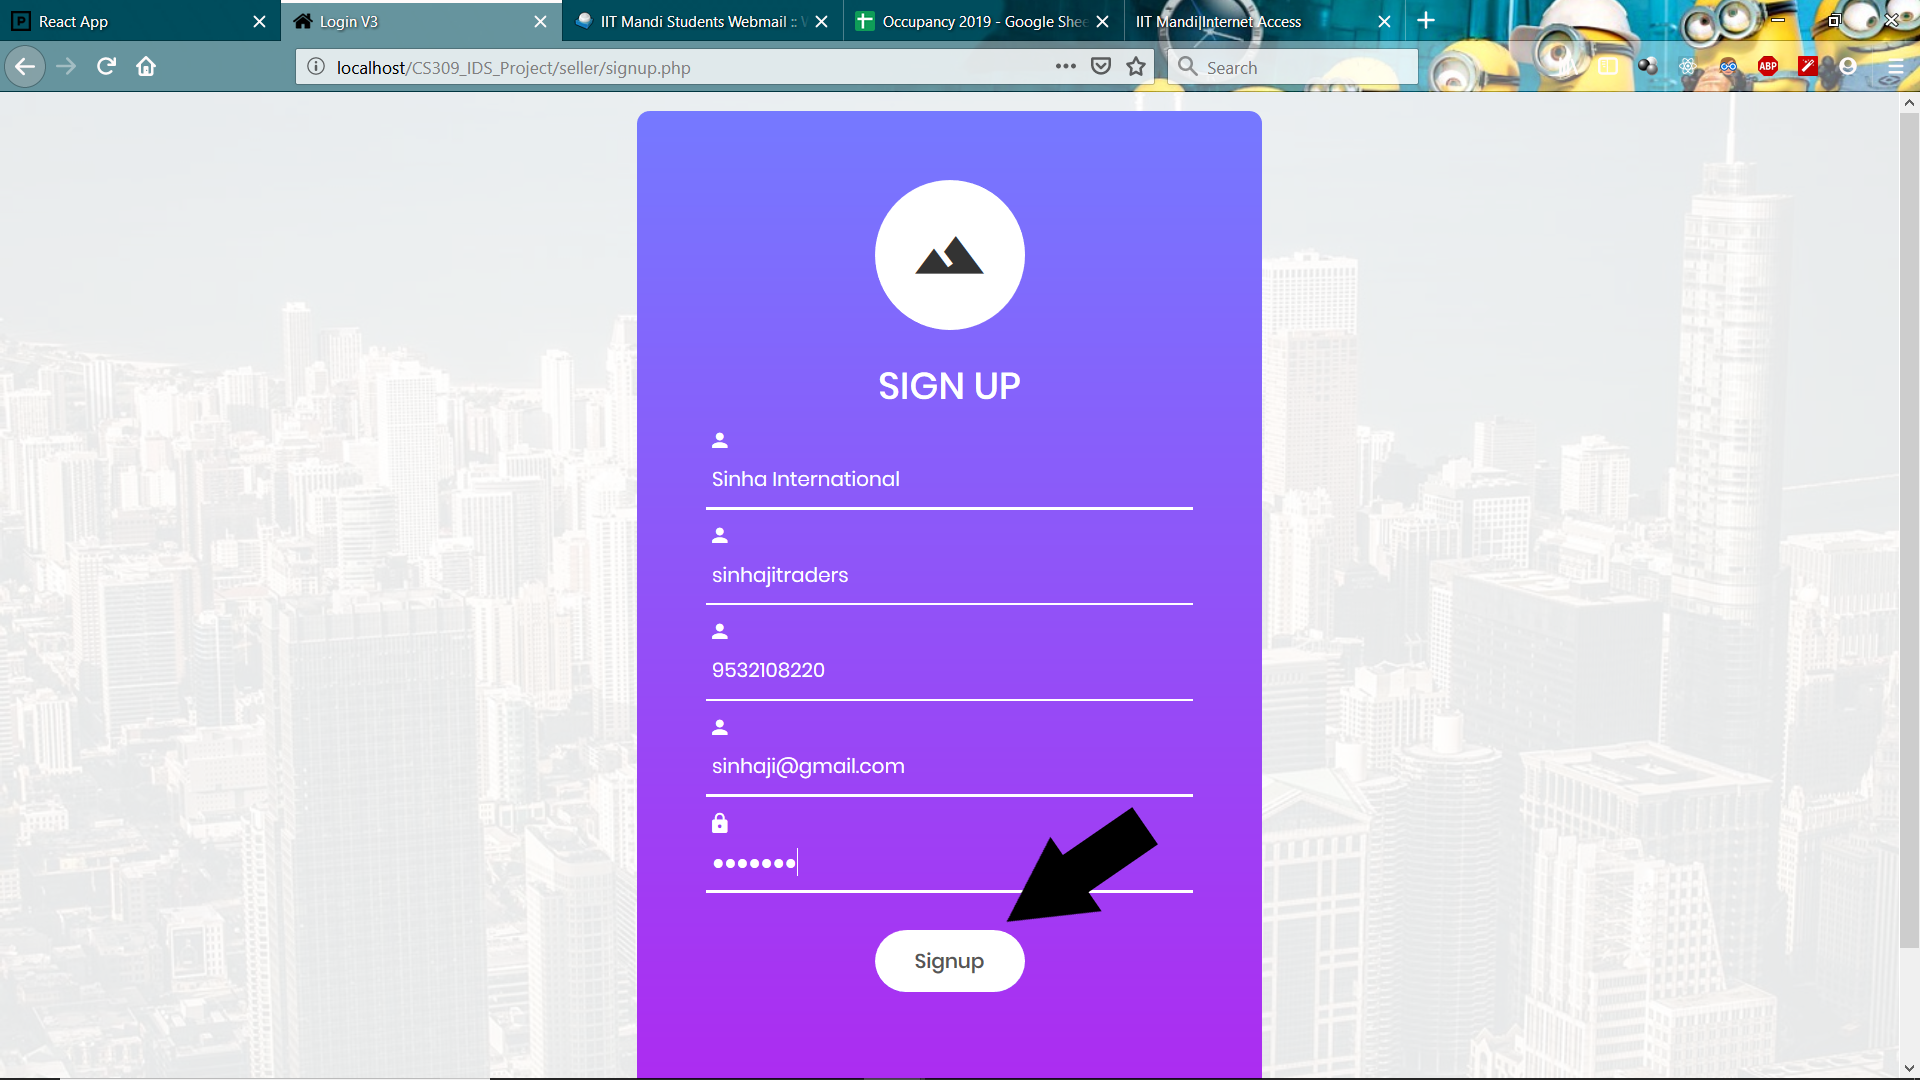 React App
Login V3
IIT Mandi Students Webmail ::
Occupancy 2019 - Google Shee
IIT Mandi|Internet Access
localhost/CS309_IDS_Project/seller/signup.php
Search
ABP
SIGN UP
Sinha International
sinhajitraders
9532108220
sinhaji@gmail.com
Signup